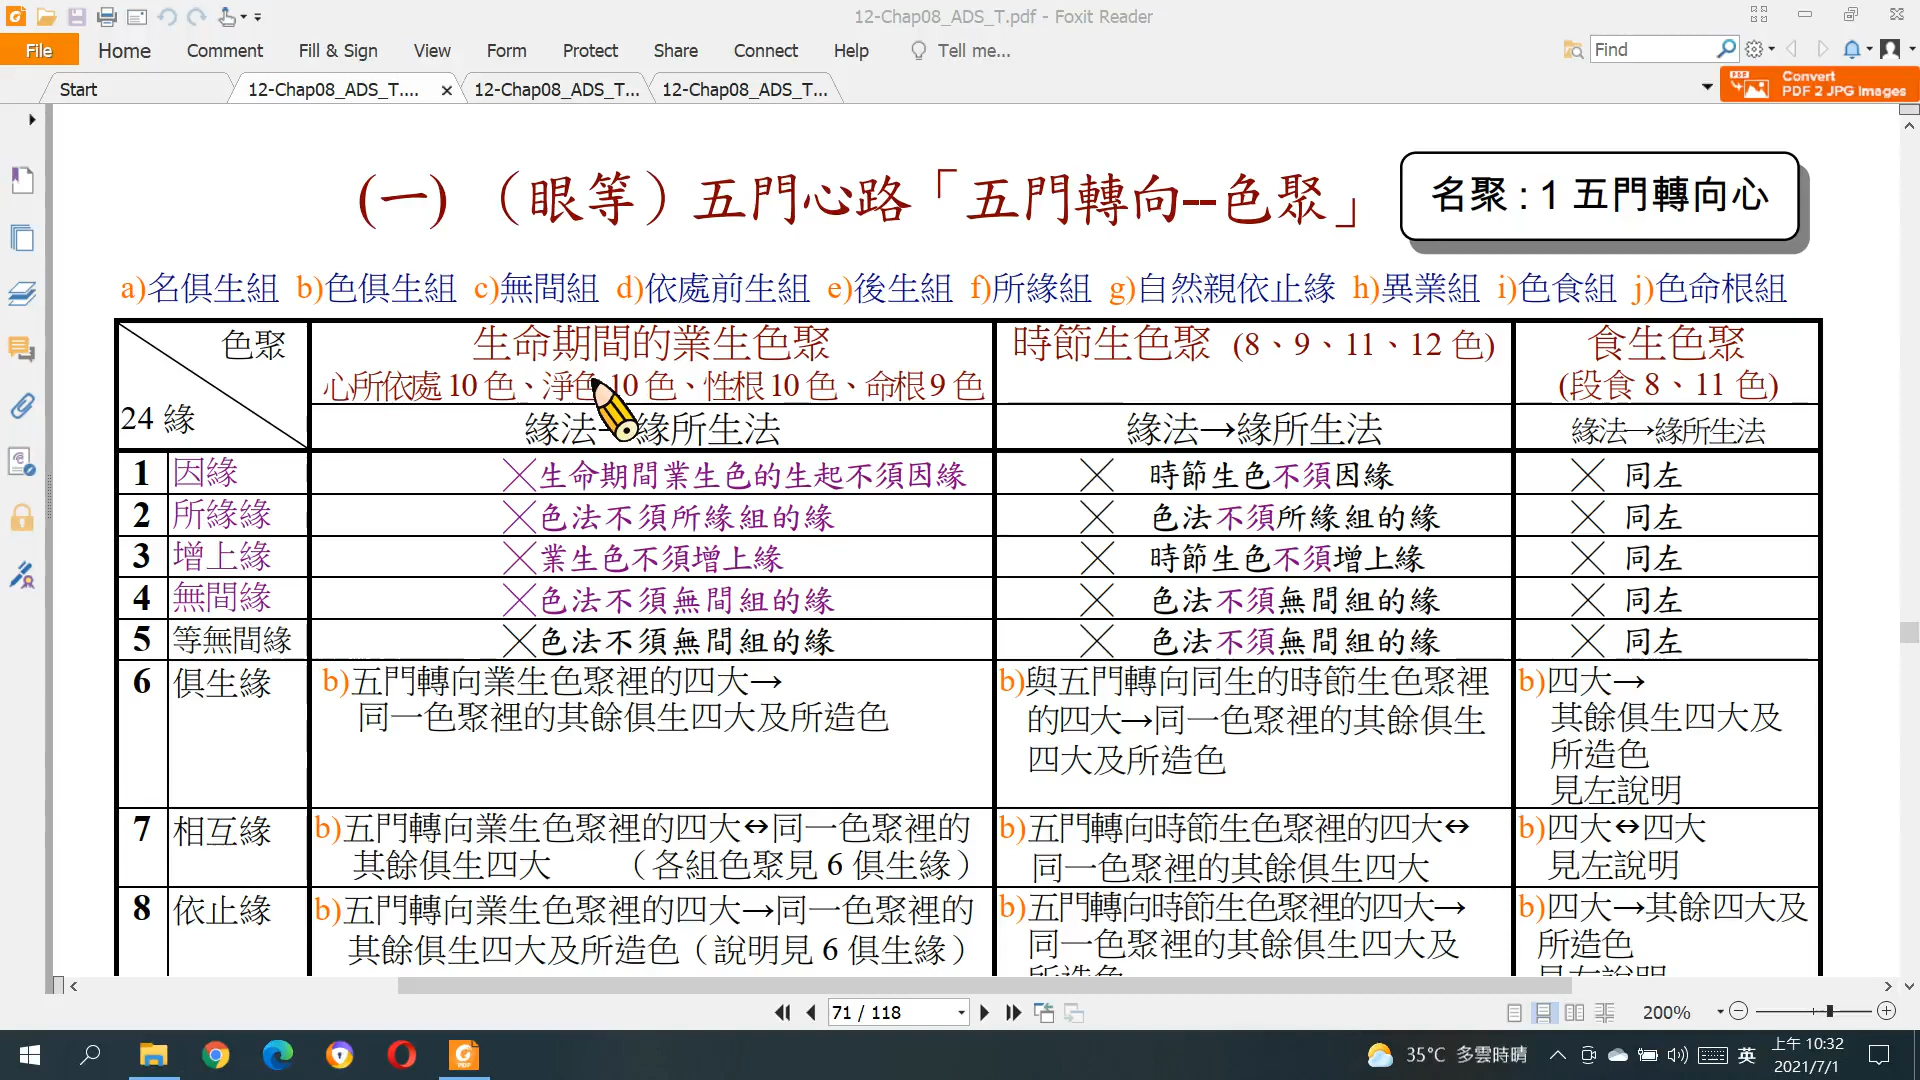 12-Chap08_ADS_T.pdf - Foxit Reader
File Home Comment Fill & Sign View Form Protect Share Connect Help Tell me... Find
Start 12-Chap08_ADS_T.... 12-Chap08_ADS_T... 12-Chap08_ADS_T...
Convert
PDF 2 JPG Images
(一) （眼等）五門心路「五門轉向--色聚」
名聚 : 1 五門轉向心
a)名俱生組 b)色俱生組 c)無間組 d)依處前生組 e)後生組 f)所緣組 g)自然親依止緣 h)異業組 i)色食組 j)色命根組
色聚
24 緣
生命期間的業生色聚
心所依處 10 色、淨色 10 色、性根 10 色、命根 9 色
時節生色聚 (8、9、11、12 色)
食生色聚
(段食 8、11 色)
緣法→緣所生法
緣法→緣所生法
緣法→緣所生法
1 因緣 ╳生命期間業生色的生起不須因緣 ╳ 時節生色不須因緣 ╳ 同左
2 所緣緣 ╳色法不須所緣組的緣 ╳ 色法不須所緣組的緣 ╳ 同左
3 增上緣 ╳業生色不須增上緣 ╳ 時節生色不須增上緣 ╳ 同左
4 無間緣 ╳色法不須無間組的緣 ╳ 色法不須無間組的緣 ╳ 同左
5 等無間緣 ╳色法不須無間組的緣 ╳ 色法不須無間組的緣 ╳ 同左
6 俱生緣
b)五門轉向業生色聚裡的四大→
同一色聚裡的其餘俱生四大及所造色
b)與五門轉向同生的時節生色聚裡
的四大→同一色聚裡的其餘俱生
四大及所造色
b)四大→
其餘俱生四大及
所造色
見左說明
7 相互緣
b)五門轉向業生色聚裡的四大↔同一色聚裡的
其餘俱生四大 （各組色聚見 6 俱生緣）
b)五門轉向時節生色聚裡的四大↔
同一色聚裡的其餘俱生四大
b)四大↔四大
見左說明
8 依止緣
b)五門轉向業生色聚裡的四大→同一色聚裡的
其餘俱生四大及所造色（說明見 6 俱生緣）
b)五門轉向時節生色聚裡的四大→
同一色聚裡的其餘俱生四大及
所造色
b)四大→其餘四大及
所造色
見左說明
71 / 118
200%
35°C 多雲時晴
英
上午 10:32
2021/7/1